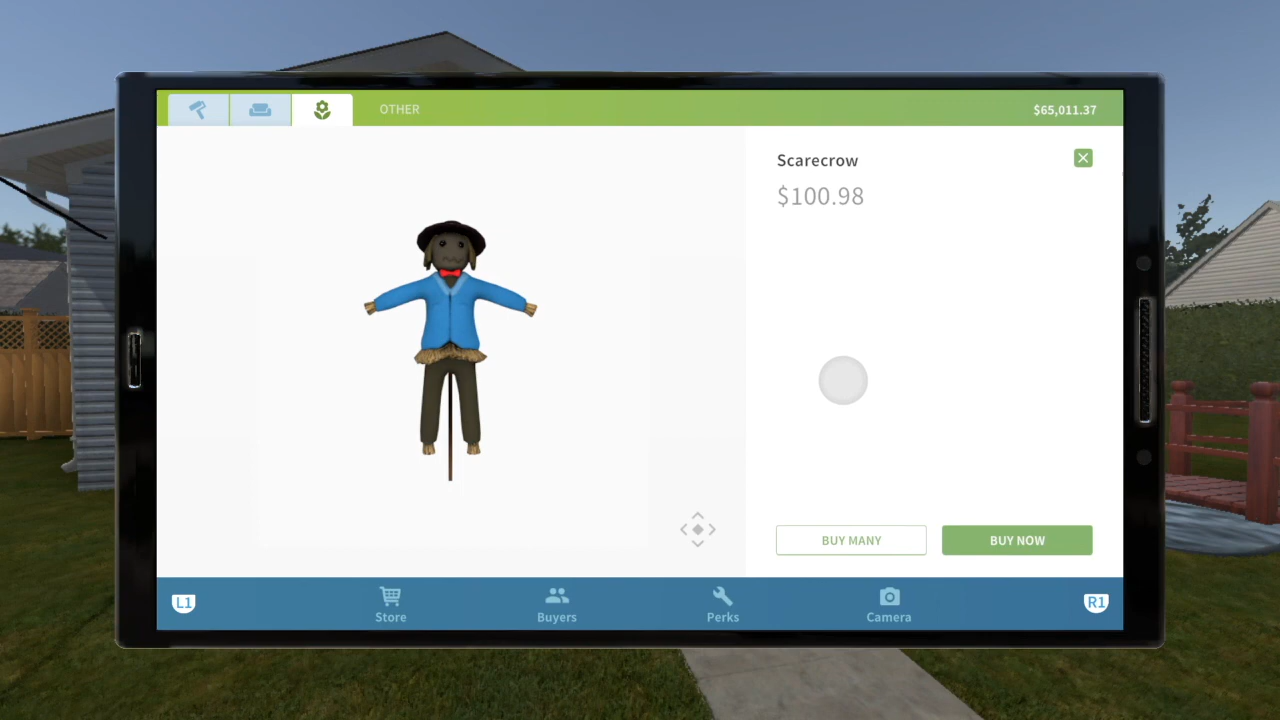 OTHER
$65,011.37
Scarecrow
$100.98
BUY MANY
BUY NOW
L1
Store
Buyers
Perks
Camera
R1